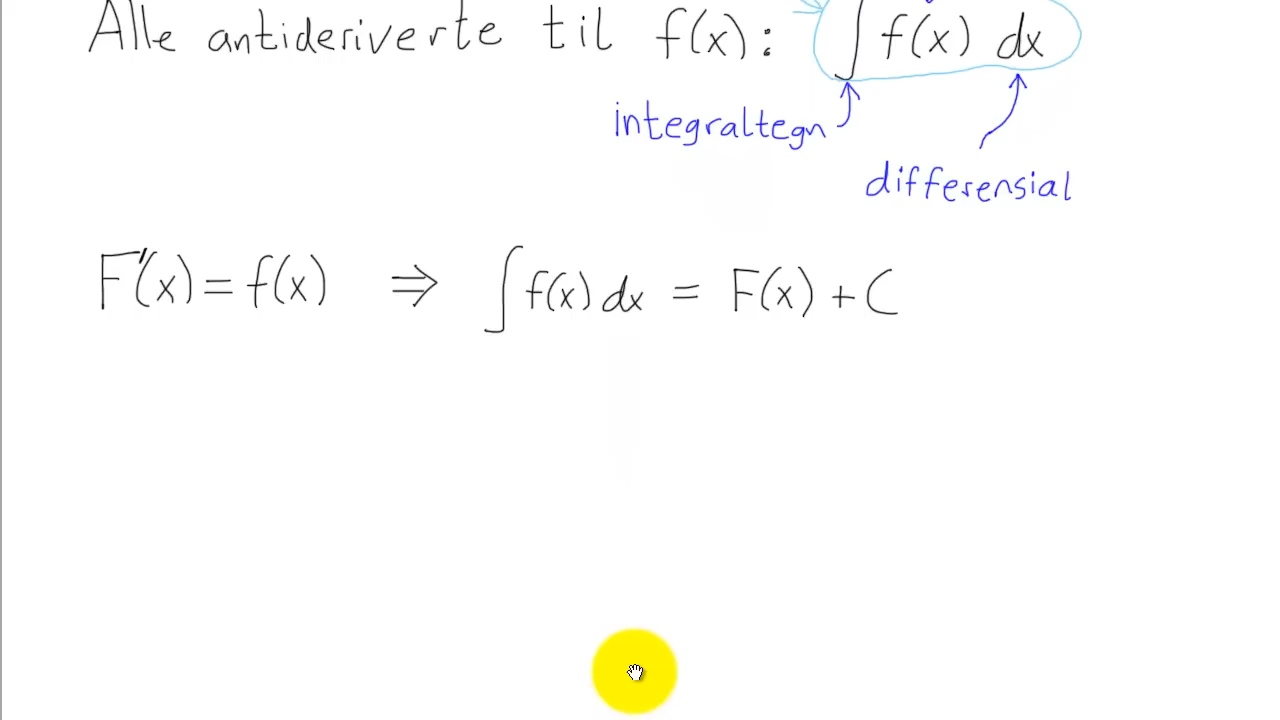 Alle antideriverte til f(x): ∫ f(x) dx
integraltegn
differensial
F'(x) = f(x) ⇒ ∫ f(x) dx = F(x) + C